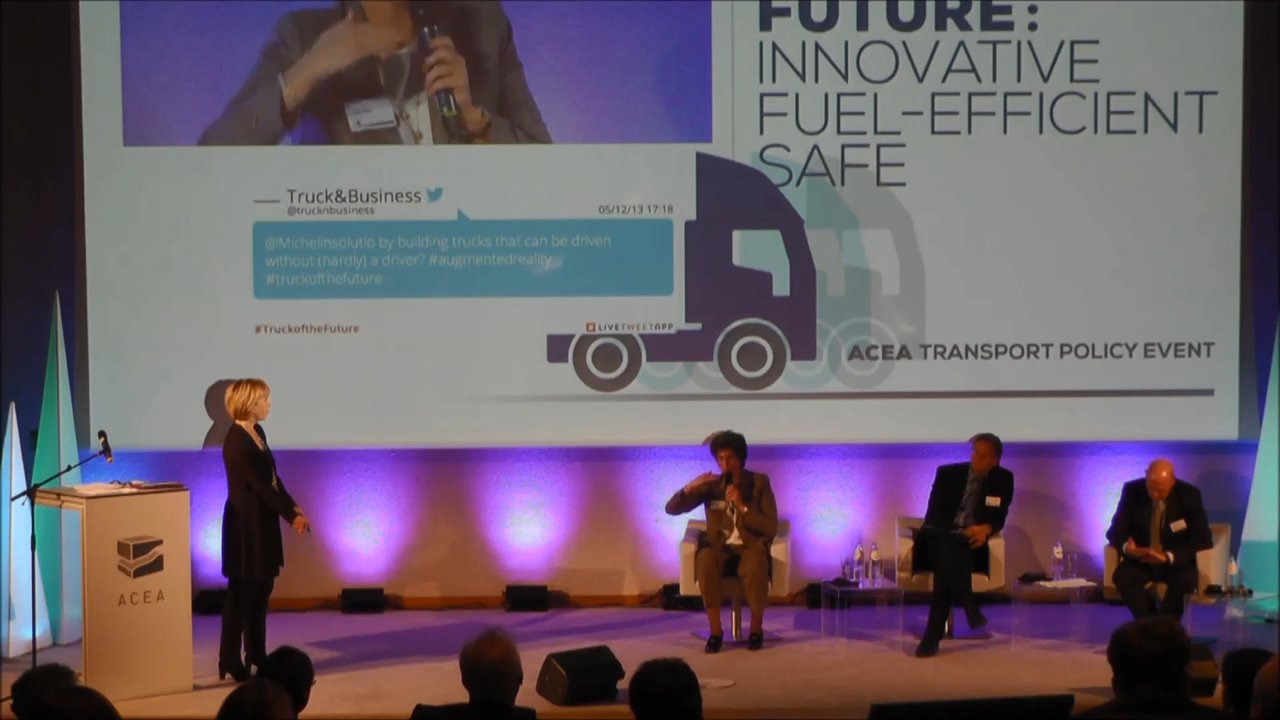 FUTURE:
INNOVATIVE
FUEL-EFFICIENT
SAFE
Truck&Business
@trucknbusiness
05/12/13 17:18
@Michelinsolutio by building trucks that can be driven
without (hardly) a driver? #augmentedreality
#truckofthefuture
#TruckoftheFuture
LIVETWEETAPP
ACEA TRANSPORT POLICY EVENT
ACEA